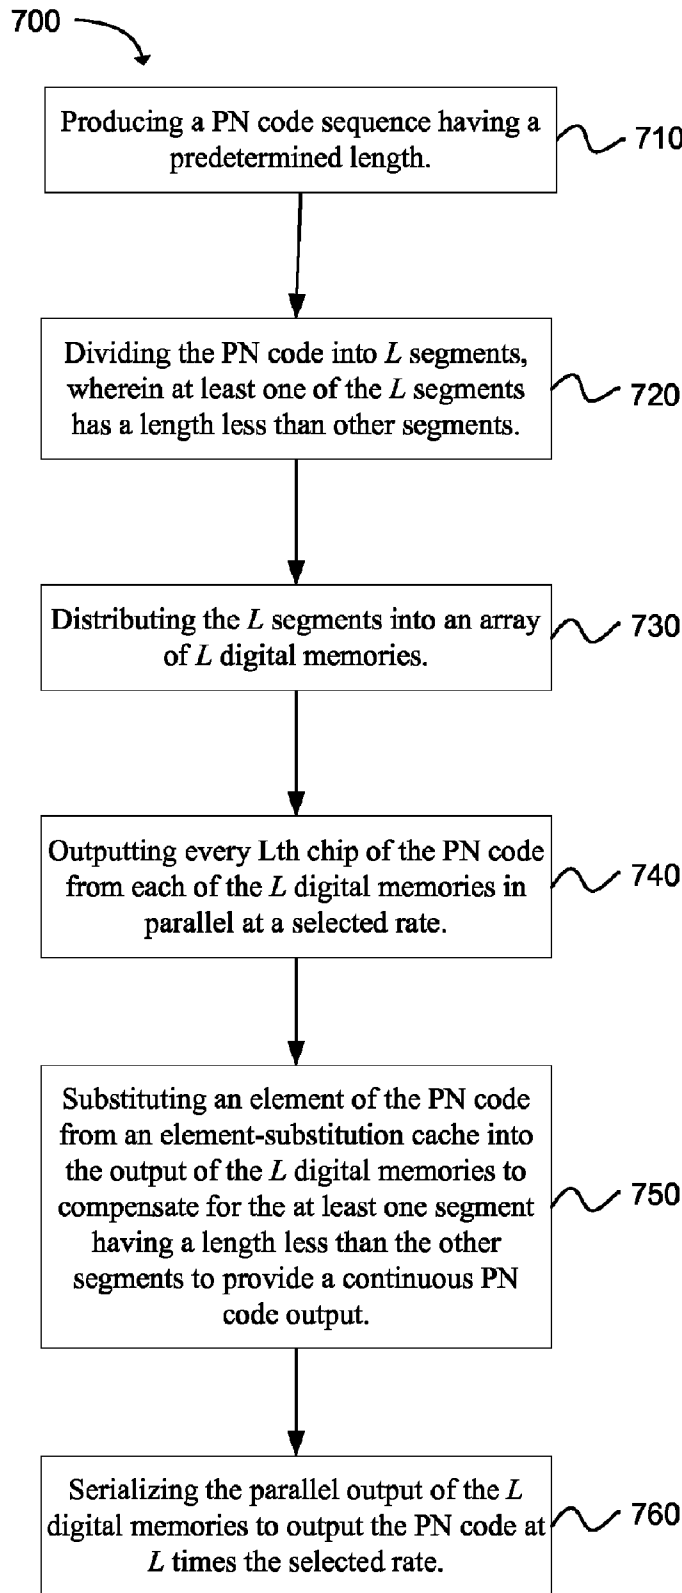 700
Producing a PN code sequence having a
predetermined length.
710
Dividing the PN code into L segments,
wherein at least one of the L segments
has a length less than other segments.
720
Distributing the L segments into an array
of L digital memories.
730
Outputting every Lth chip of the PN code
from each of the L digital memories in
parallel at a selected rate.
740
Substituting an element of the PN code
from an element-substitution cache into
the output of the L digital memories to
compensate for the at least one segment
having a length less than the other
segments to provide a continuous PN
code output.
750
Serializing the parallel output of the L
digital memories to output the PN code at
L times the selected rate.
760